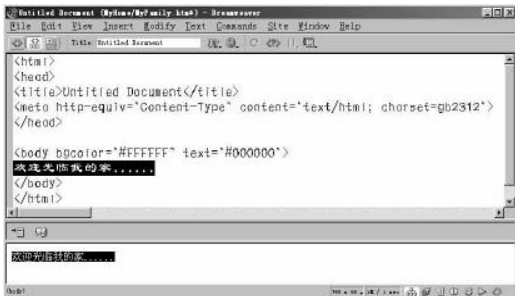 Untitled Document (MyHome/MyFamily htm*) - Dreamweaver
File Edit View Insert Modify Text Commands Site Window Help
Title: Untitled Document
<html>
<head>
<title>Untitled Document</title>
<meta http-equiv="Content-Type" content="text/html; charset=gb2312">
</head>
<body bgcolor="#FFFFFF" text="#000000">
欢迎光临我的家......
</body>
</html>
欢迎光临我的家......
<body>